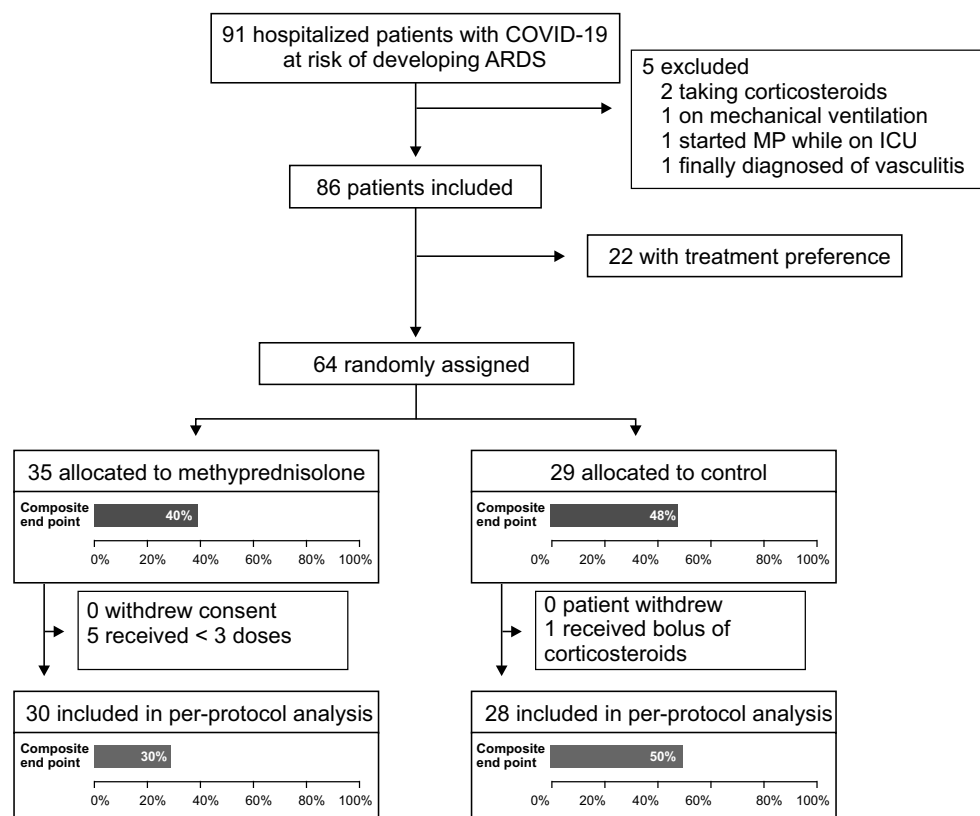 91 hospitalized patients with COVID-19
at risk of developing ARDS
5 excluded
2 taking corticosteroids
1 on mechanical ventilation
1 started MP while on ICU
1 finally diagnosed of vasculitis
86 patients included
22 with treatment preference
64 randomly assigned
35 allocated to methyprednisolone
Composite
end point
40%
0% 20% 40% 60% 80% 100%
29 allocated to control
Composite
end point
48%
0% 20% 40% 60% 80% 100%
0 withdrew consent
5 received < 3 doses
0 patient withdrew
1 received bolus of
corticosteroids
30 included in per-protocol analysis
Composite
end point
30%
0% 20% 40% 60% 80% 100%
28 included in per-protocol analysis
Composite
end point
50%
0% 20% 40% 60% 80% 100%